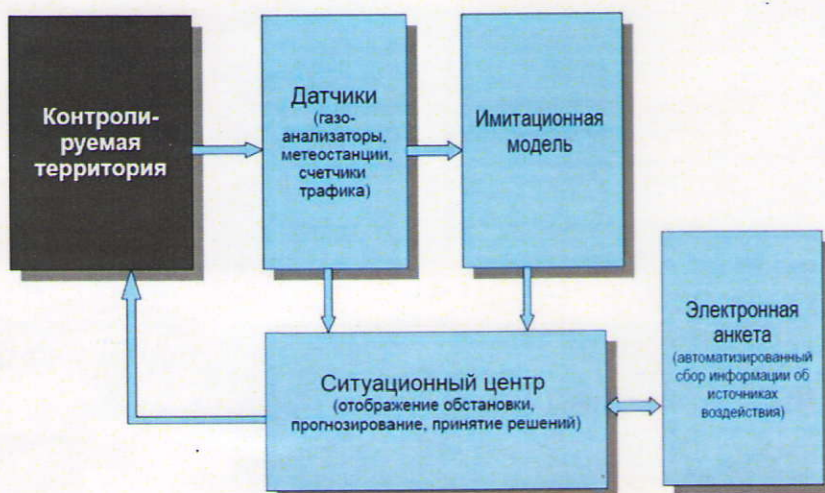 Контроли-
руемая
территория
Датчики
(газо-
анализаторы,
метеостанции,
счетчики
трафика)
Имитационная
модель
Ситуационный центр
(отображение обстановки,
прогнозирование, принятие решений)
Электронная
анкета
(автоматизированный
сбор информации об
источниках
воздействия)